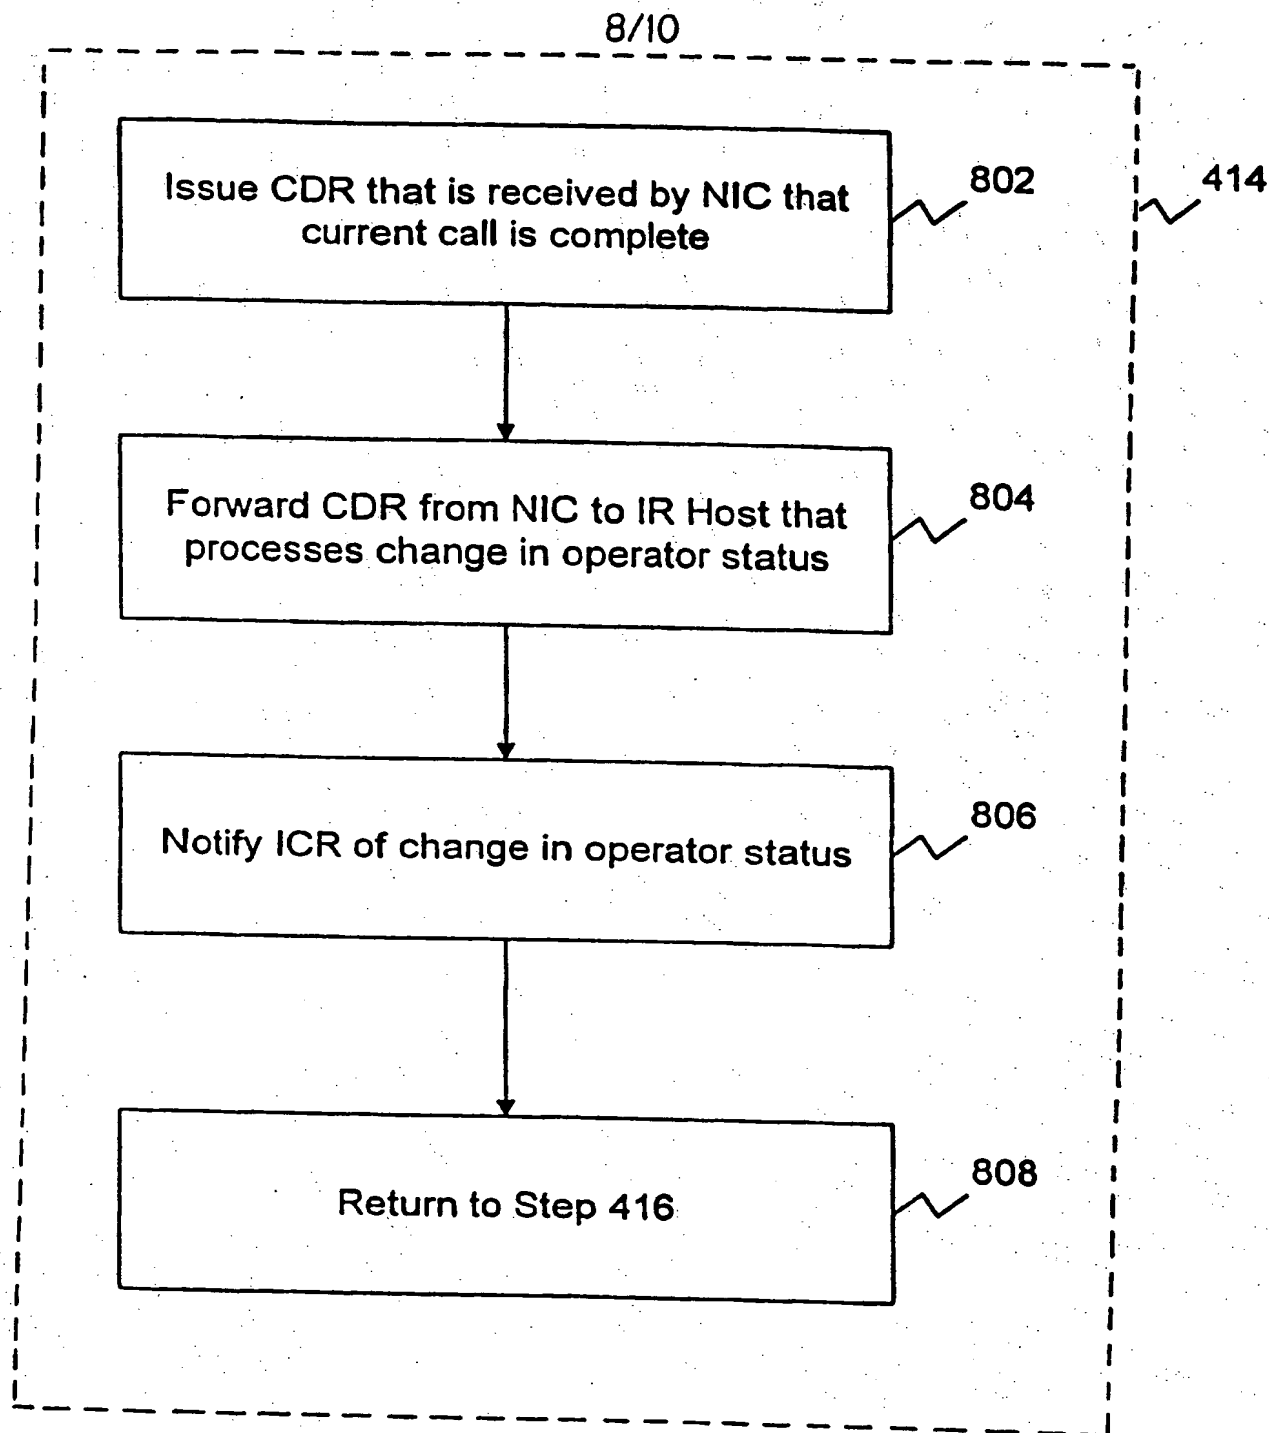 8/10
Issue CDR that is received by NIC that
current call is complete
802
414
Forward CDR from NIC to IR Host that
processes change in operator status
804
Notify ICR of change in operator status
806
Return to Step 416
808